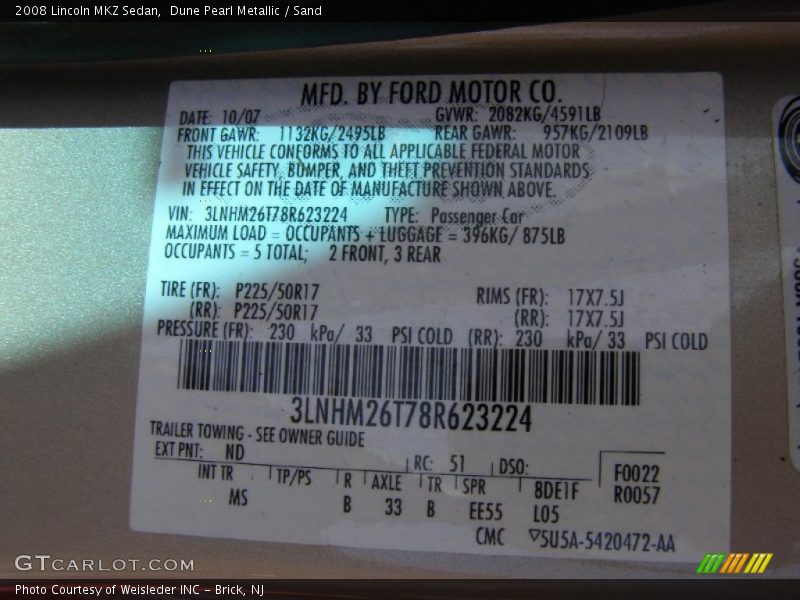 2008 Lincoln MKZ Sedan, Dune Pearl Metallic / Sand
MFD. BY FORD MOTOR CO.
DATE: 10/07 GVWR: 2082KG/4591LB
FRONT GAWR: 1132KG/2495LB REAR GAWR: 957KG/2109LB
THIS VEHICLE CONFORMS TO ALL APPLICABLE FEDERAL MOTOR
VEHICLE SAFETY, BUMPER, AND THEFT PREVENTION STANDARDS
IN EFFECT ON THE DATE OF MANUFACTURE SHOWN ABOVE.
VIN: 3LNHM26T78R623224 TYPE: Passenger Car
MAXIMUM LOAD = OCCUPANTS + LUGGAGE = 396KG/ 875LB
OCCUPANTS = 5 TOTAL; 2 FRONT, 3 REAR
TIRE (FR): P225/50R17 RIMS (FR): 17X7.5J
(RR): P225/50R17 (RR): 17X7.5J
PRESSURE (FR): 230 kPa/ 33 PSI COLD (RR): 230 kPa/ 33 PSI COLD
3LNHM26T78R623224
TRAILER TOWING - SEE OWNER GUIDE
EXT PNT: ND RC: 51 DSO: F0022
INT TR TP/PS R AXLE TR SPR 8DE1F R0057
MS B 33 B EE55 L05
CMC ▽5U5A-5420472-AA
GTCARLOT.COM
Photo Courtesy of Weisleder INC - Brick, NJ